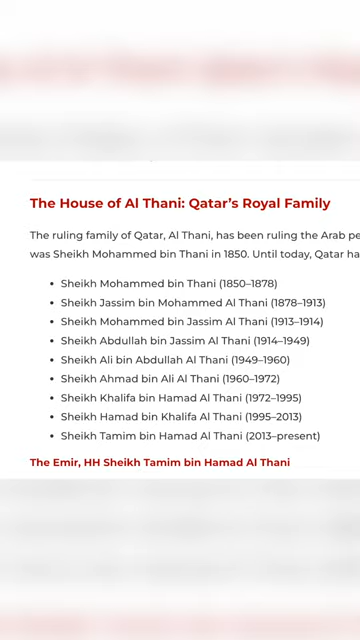 The House of Al Thani: Qatar's Royal Family
The ruling family of Qatar, Al Thani, has been ruling the Arab pe
was Sheikh Mohammed bin Thani in 1850. Until today, Qatar ha
• Sheikh Mohammed bin Thani (1850–1878)
• Sheikh Jassim bin Mohammed Al Thani (1878–1913)
• Sheikh Mohammed bin Jassim Al Thani (1913–1914)
• Sheikh Abdullah bin Jassim Al Thani (1914–1949)
• Sheikh Ali bin Abdullah Al Thani (1949–1960)
• Sheikh Ahmad bin Ali Al Thani (1960–1972)
• Sheikh Khalifa bin Hamad Al Thani (1972–1995)
• Sheikh Hamad bin Khalifa Al Thani (1995–2013)
• Sheikh Tamim bin Hamad Al Thani (2013–present)
The Emir, HH Sheikh Tamim bin Hamad Al Thani